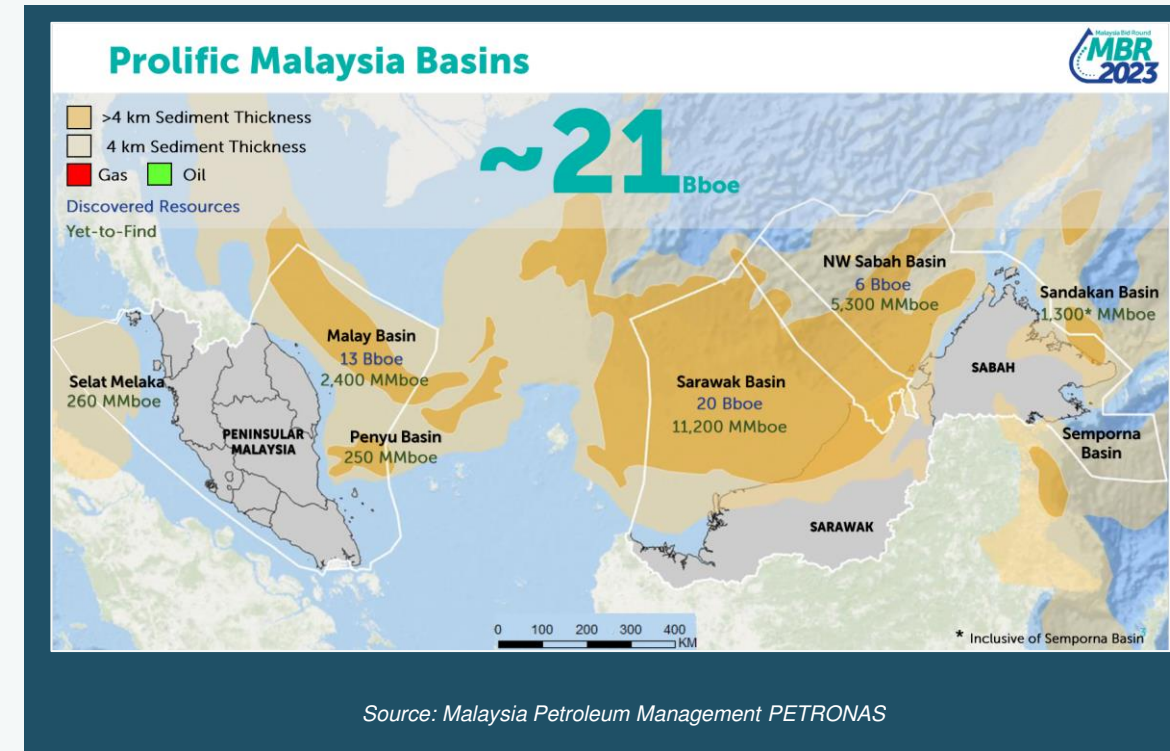 Prolific Malaysia Basins
Malaysia Bid Round
MBR
2023
>4 km Sediment Thickness
4 km Sediment Thickness
Gas Oil
Discovered Resources
Yet-to-Find
~21 Bboe
NW Sabah Basin
6 Bboe
5,300 MMboe
Sandakan Basin
1,300* MMboe
Malay Basin
13 Bboe
2,400 MMboe
Selat Melaka
260 MMboe
Sarawak Basin
20 Bboe
11,200 MMboe
SABAH
PENINSULAR
MALAYSIA
Penyu Basin
250 MMboe
Semporna
Basin
SARAWAK
0 100 200 300 400
KM
* Inclusive of Semporna Basin
Source: Malaysia Petroleum Management PETRONAS